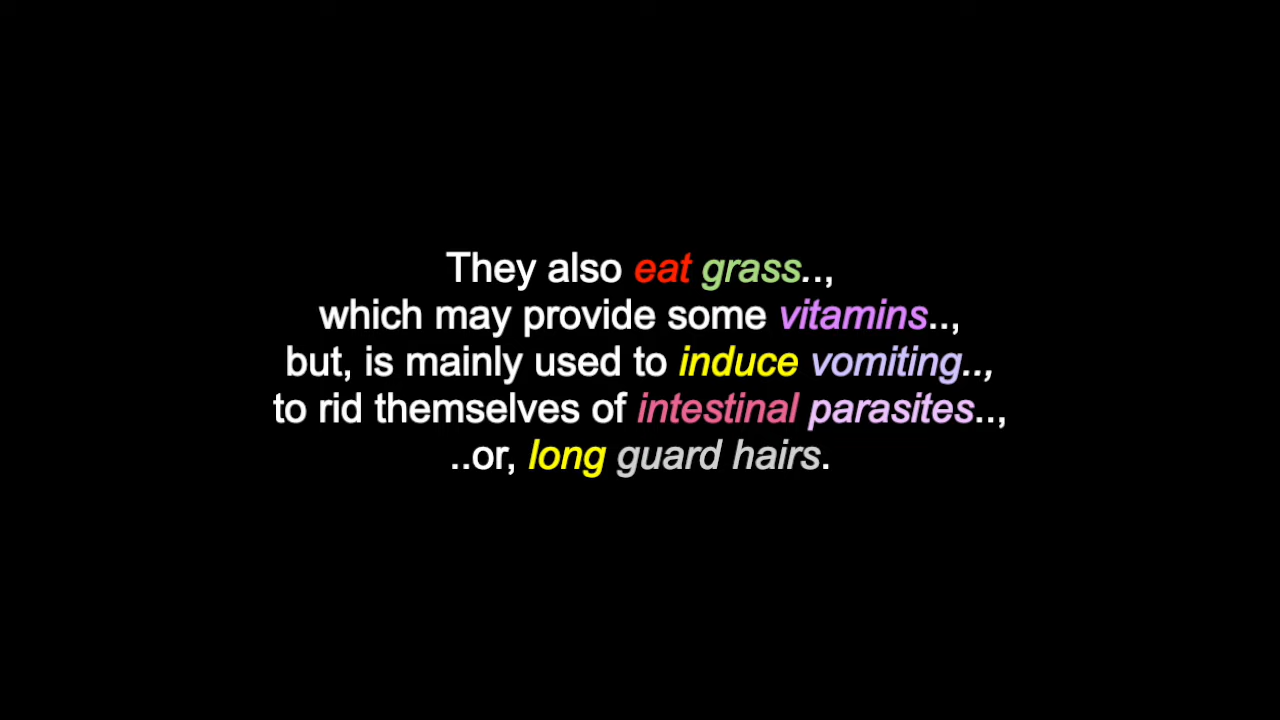 They also eat grass..,
which may provide some vitamins..,
but, is mainly used to induce vomiting..,
to rid themselves of intestinal parasites..,
..or, long guard hairs.